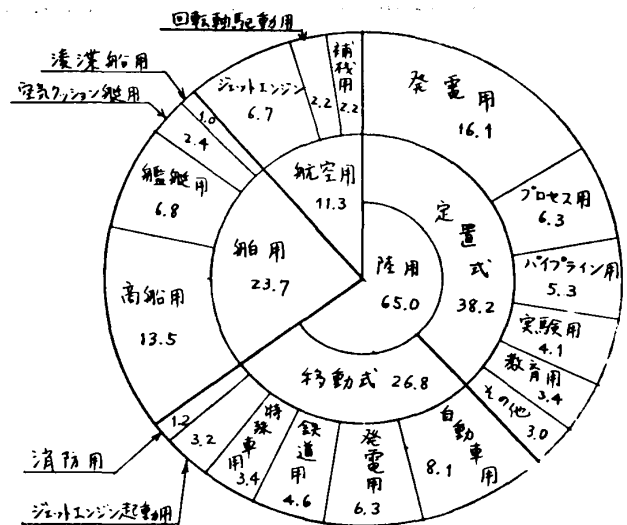 回転軸駆動用
浚渫船用
空気クッション艇用
ジェットエンジン
6.7
2.2
補機用
2.2
発電用
16.1
プロセス用
6.3
パイプライン用
5.3
実験用
4.1
教育用
3.4
その他
3.0
定置式
38.2
陸用
65.0
航空用
11.3
1.0
2.4
艦艇用
6.8
舶用
23.7
商船用
13.5
移動式 26.8
自動車用
8.1
発電用
6.3
鉄道用
4.6
特殊車用
3.4
3.2
1.2
消防用
ジェットエンジン起動用